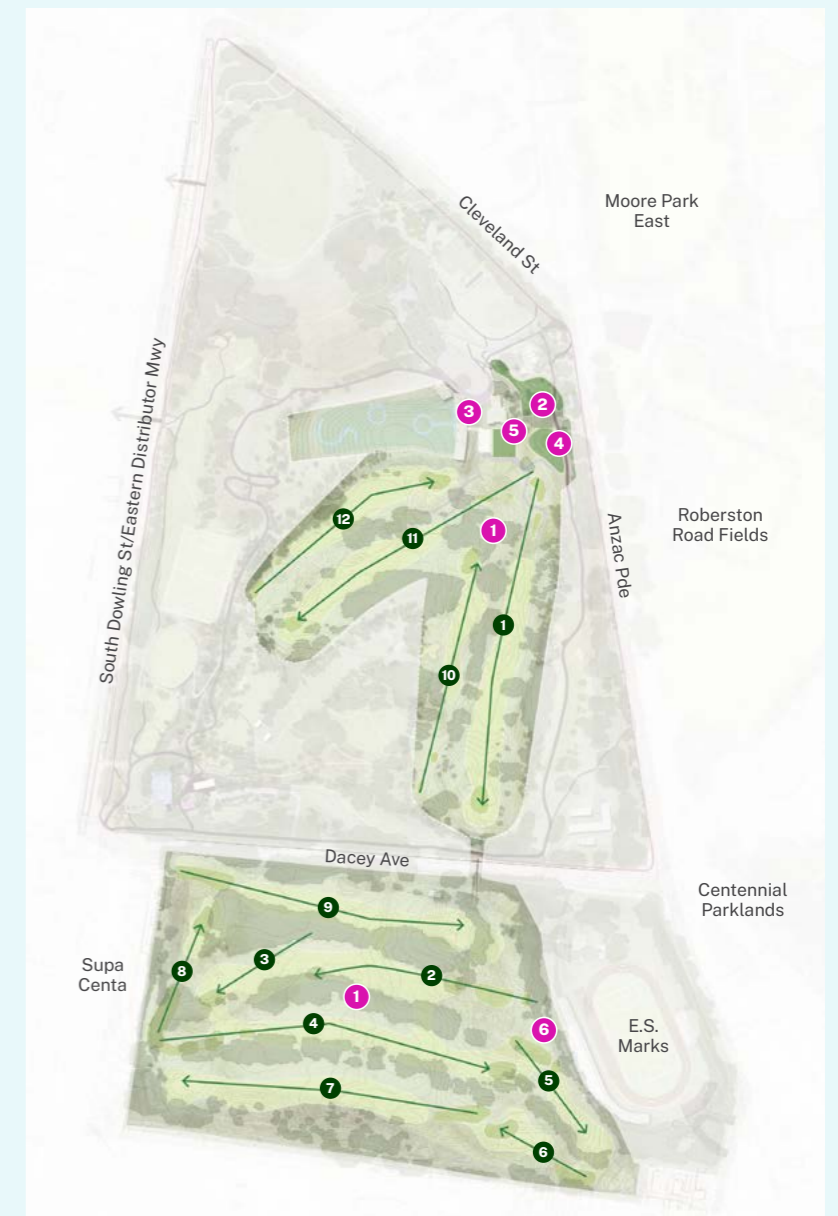 Moore Park
East
Cleveland St
South Dowling St/Eastern Distributor Mwy
3
2
5
4
12
11
1
Anzac Pde
Roberston
Road Fields
1
10
Dacey Ave
Centennial
Parklands
9
3
8
2
Supa
Centa
1
4
6
E.S.
Marks
5
7
6